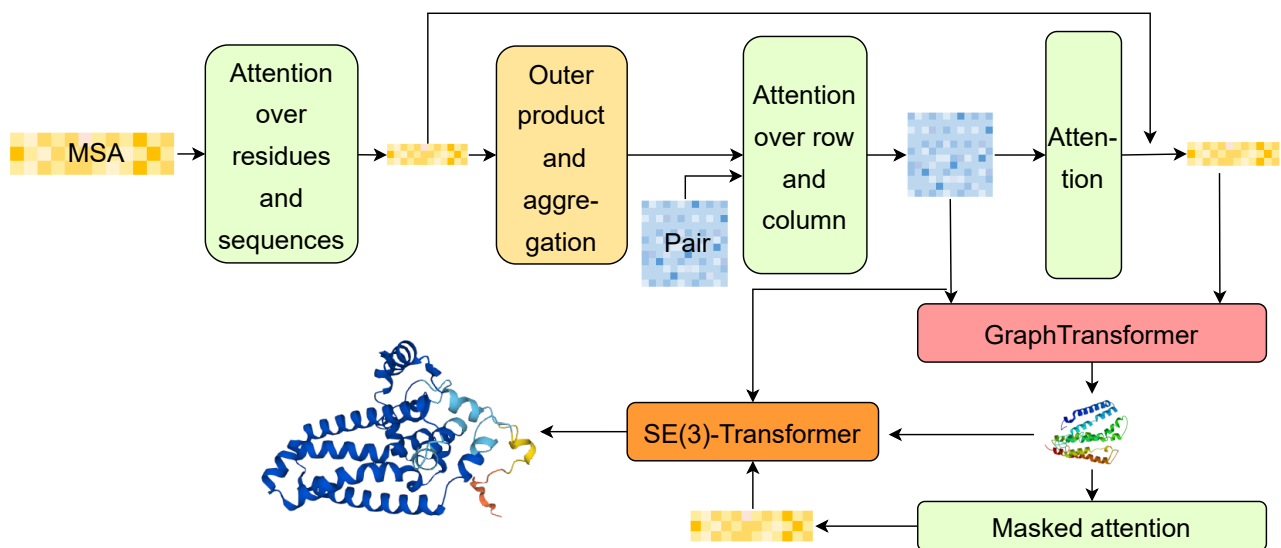 MSA
Attention
over
residues
and
sequences
Outer
product
and
aggre-
gation
Pair
Attention
over row
and
column
Atten-
tion
GraphTransformer
SE(3)-Transformer
Masked attention